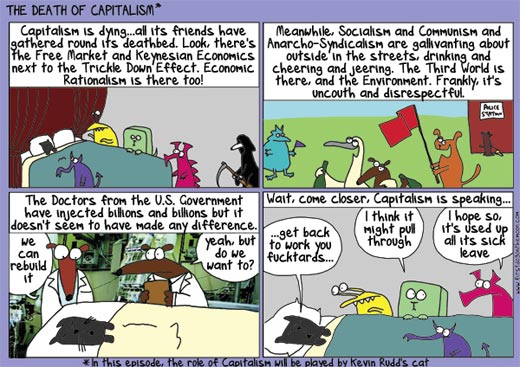 THE DEATH OF CAPITALISM*
Capitalism is dying...all its friends have
gathered round its deathbed. Look, there's
the Free Market and Keynesian Economics
next to the Trickle Down Effect. Economic
Rationalism is there too!
Meanwhile, Socialism and Communism and
Anarcho-Syndicalism are gallivanting about
outside in the streets, drinking and
cheering and jeering. The Third World is
there, and the Environment. Frankly, it's
uncouth and disrespectful.
POLICE
STATION
The Doctors from the U.S. Government
have injected billions and billions but it
doesn't seem to have made any difference.
we
can
rebuild
it
yeah, but
do we
want to?
Wait, come closer, Capitalism is speaking...
...get back
to work you
fucktards...
I think it
might pull
through
I hope so,
it's used up
all its sick
leave
*In this episode, the role of Capitalism will be played by Kevin Rudd's cat